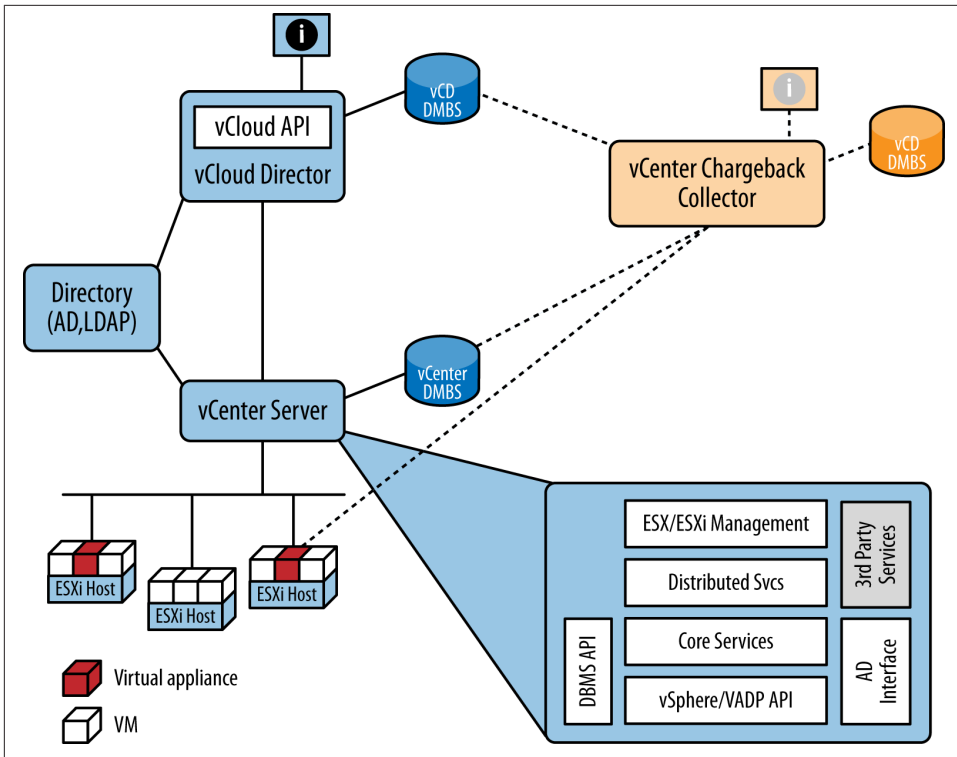 i
vCD
DMBS
i
vCloud API
vCloud Director
vCenter Chargeback
Collector
vCD
DMBS
Directory
(AD,LDAP)
vCenter
DMBS
vCenter Server
ESXi Host
ESXi Host
ESXi Host
Virtual appliance
VM
ESX/ESXi Management
Distributed Svcs
Core Services
vSphere/VADP API
DBMS API
3rd Party
Services
AD
Interface